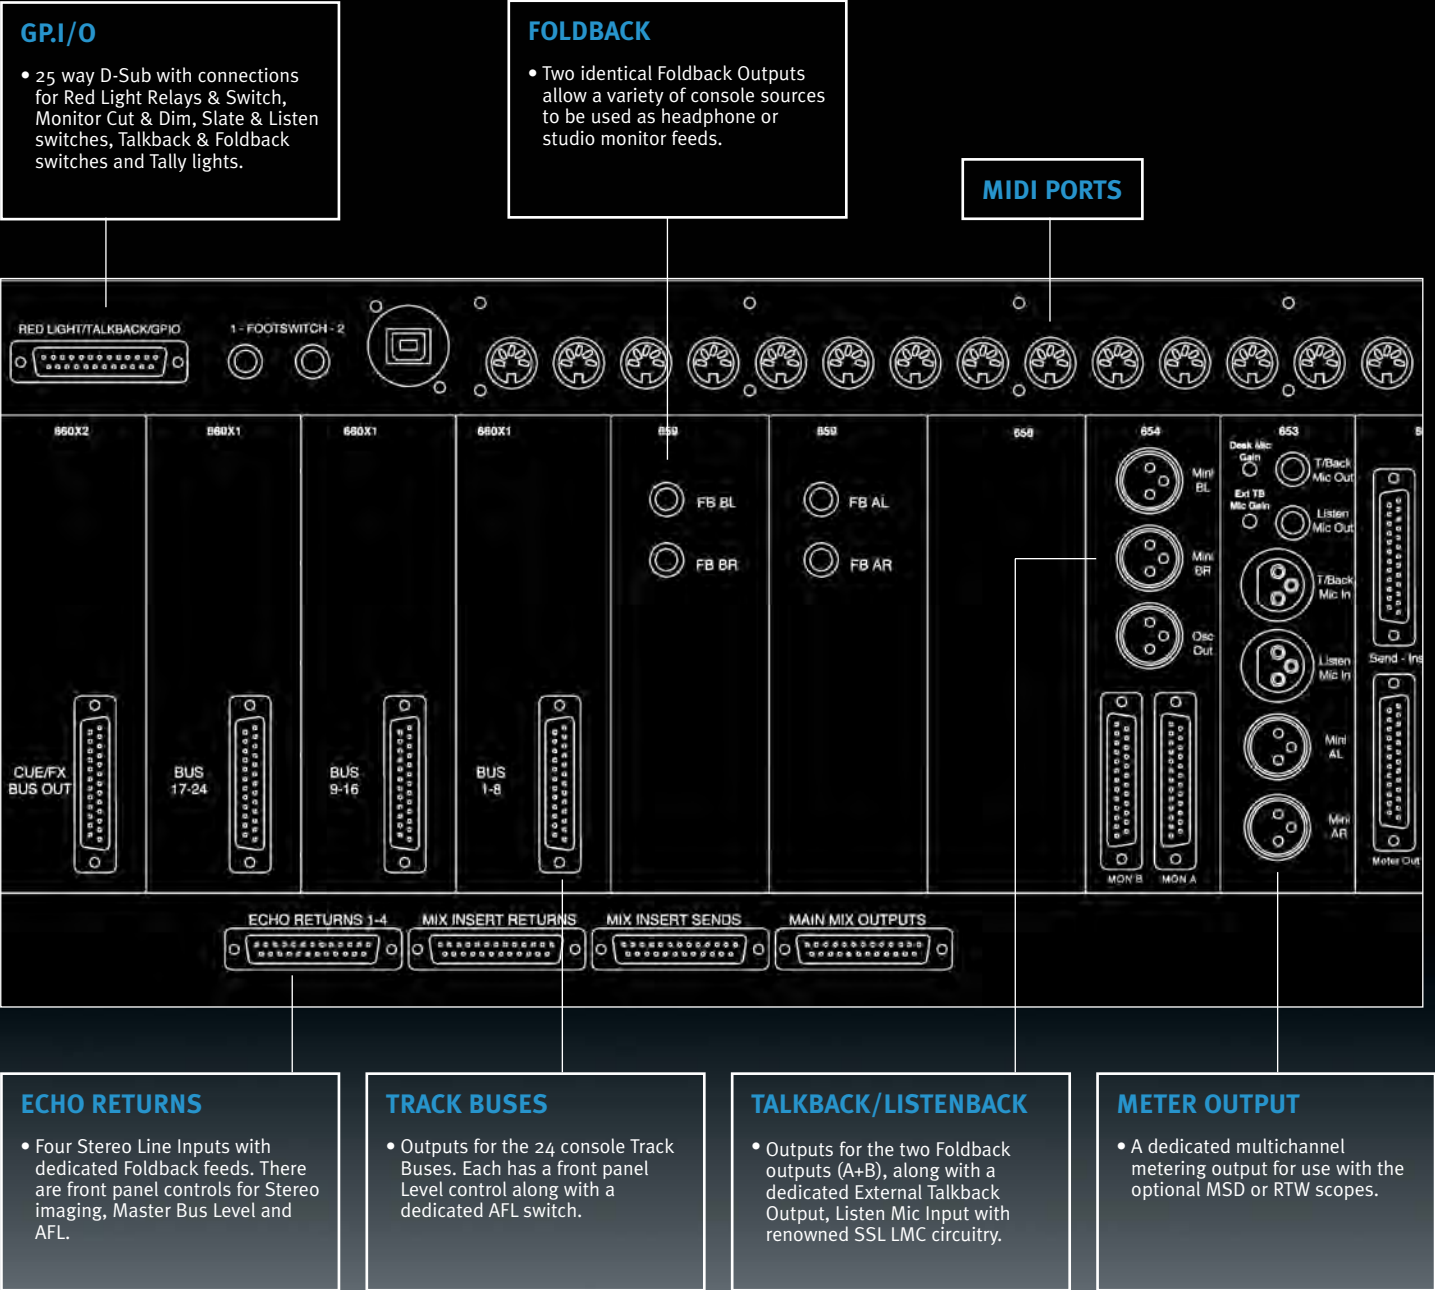 GP.I/O
• 25 way D-Sub with connections
for Red Light Relays & Switch,
Monitor Cut & Dim, Slate & Listen
switches, Talkback & Foldback
switches and Tally lights.
FOLDBACK
• Two identical Foldback Outputs
allow a variety of console sources
to be used as headphone or
studio monitor feeds.
MIDI PORTS
RED LIGHT/TALKBACK/GPIO
1 - FOOTSWITCH - 2
660X2
660X1
660X1
660X1
659
659
658
654
653
FB BL
FB BR
FB AL
FB AR
Mini
BL
Mini
BR
Osc
Out
MON B
MON A
Desk Mic
Gain
Ext TB
Mic Gain
T/Back
Mic Out
Listen
Mic Out
T/Back
Mic In
Listen
Mic In
Mini
AL
Mini
AR
Send - Ins
Meter Out
CUE/FX
BUS OUT
BUS
17-24
BUS
9-16
BUS
1-8
ECHO RETURNS 1-4
MIX INSERT RETURNS
MIX INSERT SENDS
MAIN MIX OUTPUTS
ECHO RETURNS
• Four Stereo Line Inputs with
dedicated Foldback feeds. There
are front panel controls for Stereo
imaging, Master Bus Level and
AFL.
TRACK BUSES
• Outputs for the 24 console Track
Buses. Each has a front panel
Level control along with a
dedicated AFL switch.
TALKBACK/LISTENBACK
• Outputs for the two Foldback
outputs (A+B), along with a
dedicated External Talkback
Output, Listen Mic Input with
renowned SSL LMC circuitry.
METER OUTPUT
• A dedicated multichannel
metering output for use with the
optional MSD or RTW scopes.